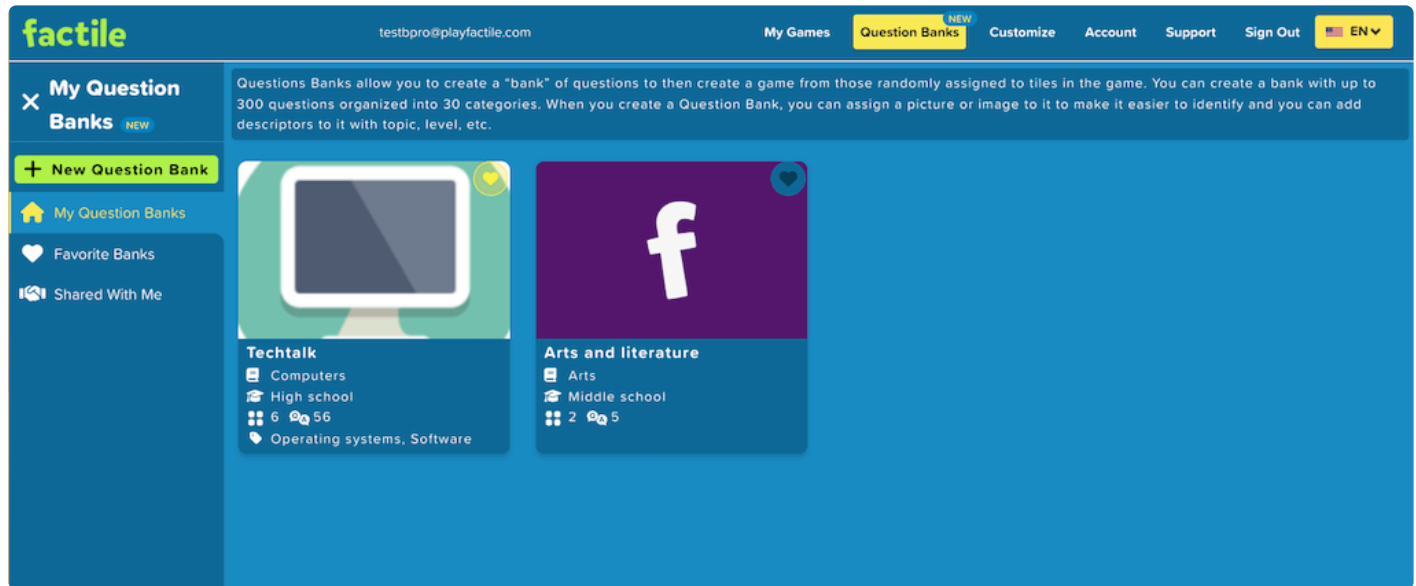 factile
testbpro@playfactile.com
My Games
Question Banks
NEW
Customize
Account
Support
Sign Out
EN
My Question
Banks NEW
New Question Bank
My Question Banks
Favorite Banks
Shared With Me
Questions Banks allow you to create a "bank" of questions to then create a game from those randomly assigned to tiles in the game. You can create a bank with up to
300 questions organized into 30 categories. When you create a Question Bank, you can assign a picture or image to it to make it easier to identify and you can add
descriptors to it with topic, level, etc.
Techtalk
Computers
High school
6 QA 56
Operating systems, Software
f
Arts and literature
Arts
Middle school
2 QA 5